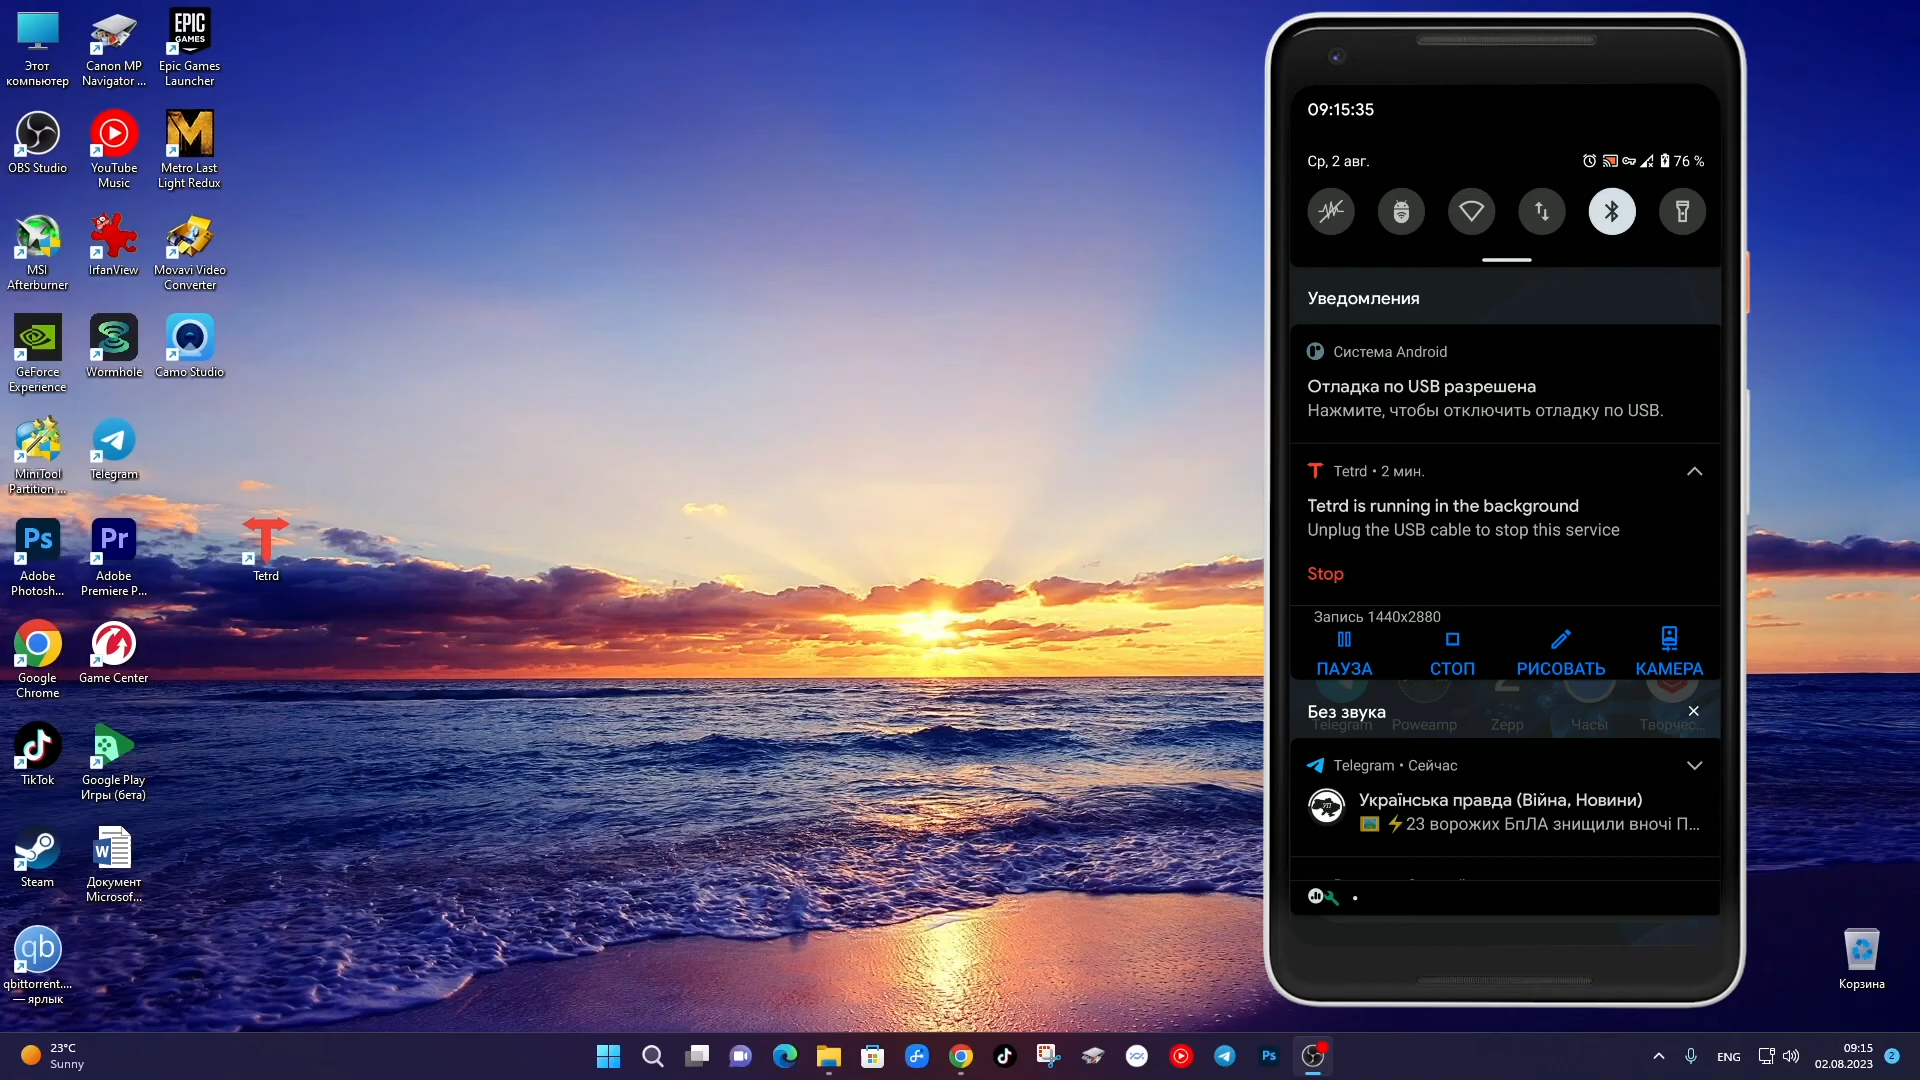 Этот
компьютер
Canon MP
Navigator ...
EPIC
GAMES
Epic Games
Launcher
OBS Studio
YouTube
Music
Metro Last
Light Redux
MSI
Afterburner
IrfanView
Movavi Video
Converter
GeForce
Experience
Wormhole
Camo Studio
MiniTool
Partition ...
Telegram
Ps
Adobe
Photosh...
Pr
Adobe
Premiere P...
Tetrd
Google
Chrome
Game Center
TikTok
Google Play
Игры (бета)
Steam
Документ
Microsof...
qb
qbittorrent....
— ярлык
09:15:35
Ср, 2 авг.
76 %
Уведомления
Система Android
Отладка по USB разрешена
Нажмите, чтобы отключить отладку по USB.
Tetrd • 2 мин.
Tetrd is running in the background
Unplug the USB cable to stop this service
Stop
Запись 1440x2880
ПАУЗА
СТОП
РИСОВАТЬ
КАМЕРА
Без звука
Telegram
Poweamp
Zepp
Часы
Творчес...
Telegram • Сейчас
Українська правда (Війна, Новини)
⚡23 ворожих БпЛА знищили вночі П...
Корзина
23°C
Sunny
Ps
ENG
09:15
02.08.2023
2